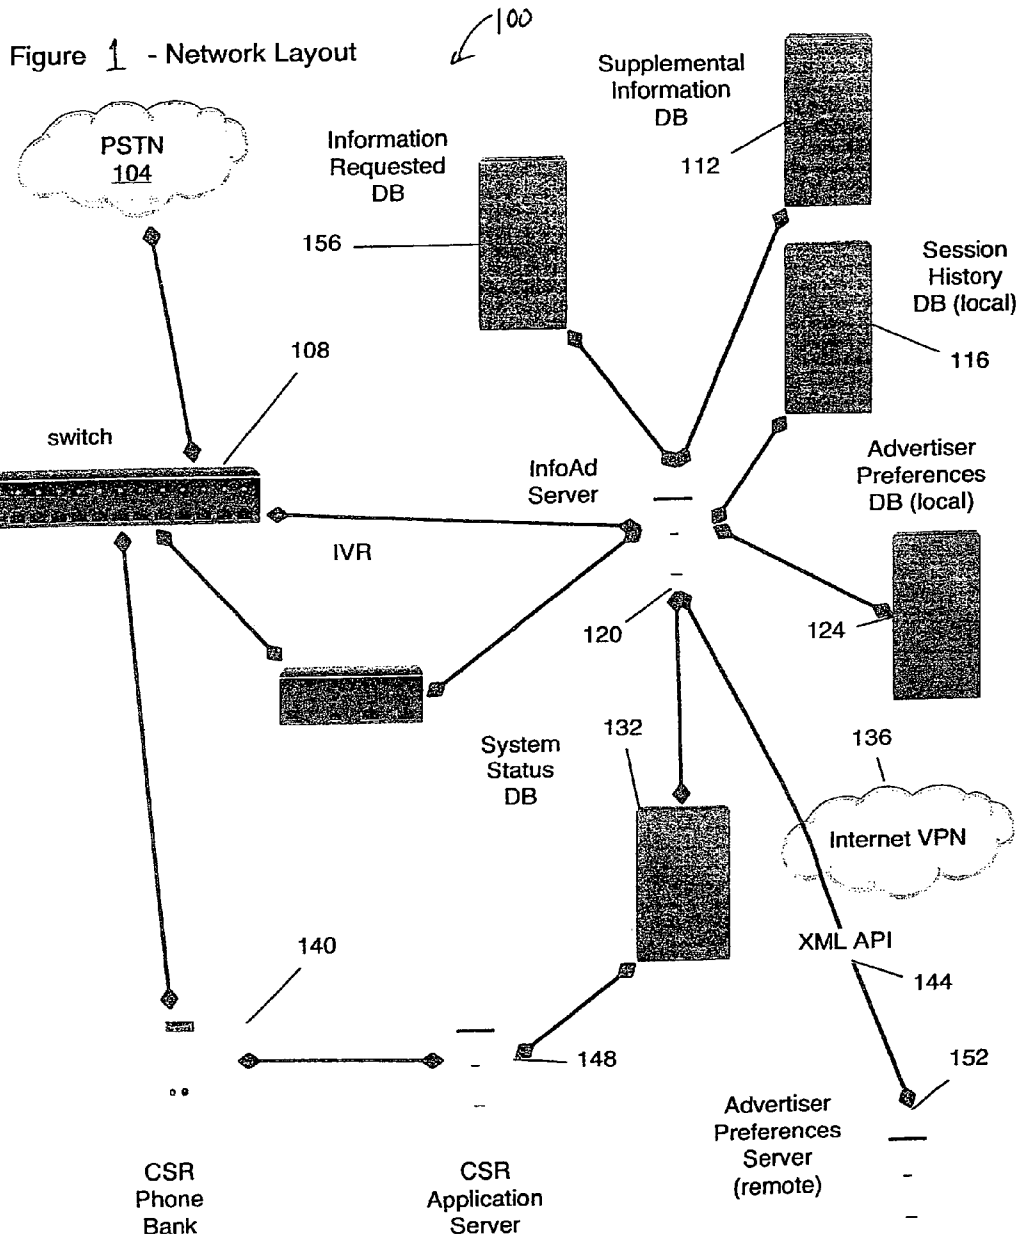 100
Figure 1 - Network Layout
Supplemental
Information
DB
112
PSTN
104
Information
Requested
DB
156
Session
History
DB (local)
116
108
switch
InfoAd
Server
Advertiser
Preferences
DB (local)
IVR
120
124
132
System
Status
DB
136
Internet VPN
XML API
144
140
148
152
Advertiser
Preferences
Server
(remote)
CSR
Phone
Bank
CSR
Application
Server